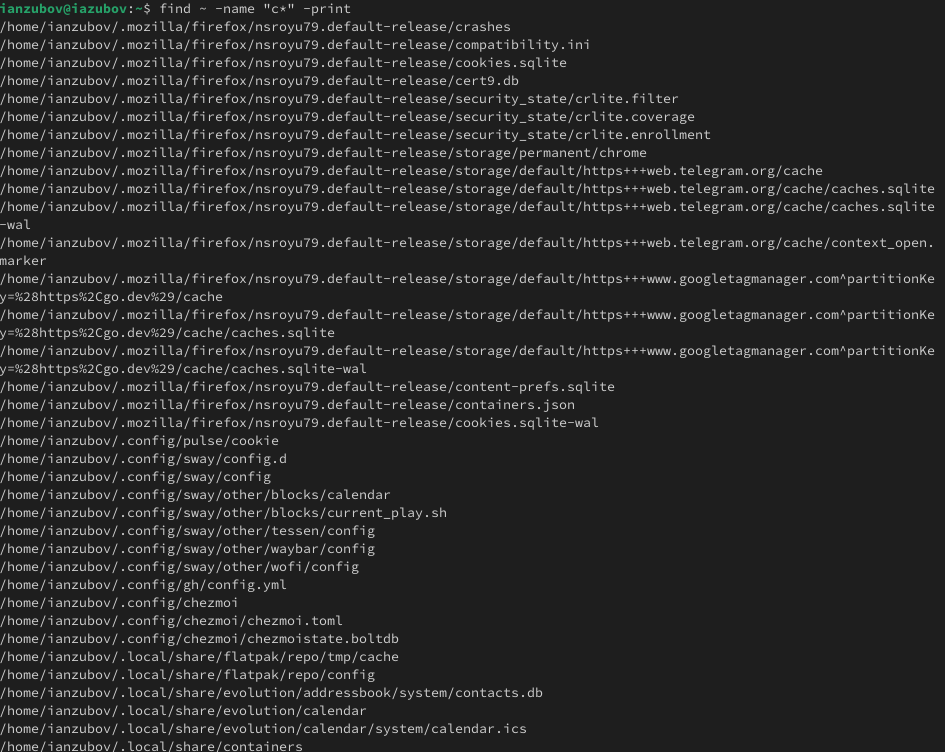 ianzubov@iazubov:~$ find ~ -name "c*" -print
/home/ianzubov/.mozilla/firefox/nsroyu79.default-release/crashes
/home/ianzubov/.mozilla/firefox/nsroyu79.default-release/compatibility.ini
/home/ianzubov/.mozilla/firefox/nsroyu79.default-release/cookies.sqlite
/home/ianzubov/.mozilla/firefox/nsroyu79.default-release/cert9.db
/home/ianzubov/.mozilla/firefox/nsroyu79.default-release/security_state/crlite.filter
/home/ianzubov/.mozilla/firefox/nsroyu79.default-release/security_state/crlite.coverage
/home/ianzubov/.mozilla/firefox/nsroyu79.default-release/security_state/crlite.enrollment
/home/ianzubov/.mozilla/firefox/nsroyu79.default-release/storage/permanent/chrome
/home/ianzubov/.mozilla/firefox/nsroyu79.default-release/storage/default/https+++web.telegram.org/cache
/home/ianzubov/.mozilla/firefox/nsroyu79.default-release/storage/default/https+++web.telegram.org/cache/caches.sqlite
/home/ianzubov/.mozilla/firefox/nsroyu79.default-release/storage/default/https+++web.telegram.org/cache/caches.sqlite
-wal
/home/ianzubov/.mozilla/firefox/nsroyu79.default-release/storage/default/https+++web.telegram.org/cache/context_open.
marker
/home/ianzubov/.mozilla/firefox/nsroyu79.default-release/storage/default/https+++www.googletagmanager.com^partitionKe
y=%28https%2Cgo.dev%29/cache
/home/ianzubov/.mozilla/firefox/nsroyu79.default-release/storage/default/https+++www.googletagmanager.com^partitionKe
y=%28https%2Cgo.dev%29/cache/caches.sqlite
/home/ianzubov/.mozilla/firefox/nsroyu79.default-release/storage/default/https+++www.googletagmanager.com^partitionKe
y=%28https%2Cgo.dev%29/cache/caches.sqlite-wal
/home/ianzubov/.mozilla/firefox/nsroyu79.default-release/content-prefs.sqlite
/home/ianzubov/.mozilla/firefox/nsroyu79.default-release/containers.json
/home/ianzubov/.mozilla/firefox/nsroyu79.default-release/cookies.sqlite-wal
/home/ianzubov/.config/pulse/cookie
/home/ianzubov/.config/sway/config.d
/home/ianzubov/.config/sway/config
/home/ianzubov/.config/sway/other/blocks/calendar
/home/ianzubov/.config/sway/other/blocks/current_play.sh
/home/ianzubov/.config/sway/other/tessen/config
/home/ianzubov/.config/sway/other/waybar/config
/home/ianzubov/.config/sway/other/wofi/config
/home/ianzubov/.config/gh/config.yml
/home/ianzubov/.config/chezmoi
/home/ianzubov/.config/chezmoi/chezmoi.toml
/home/ianzubov/.config/chezmoi/chezmoistate.boltdb
/home/ianzubov/.local/share/flatpak/repo/tmp/cache
/home/ianzubov/.local/share/flatpak/repo/config
/home/ianzubov/.local/share/evolution/addressbook/system/contacts.db
/home/ianzubov/.local/share/evolution/calendar
/home/ianzubov/.local/share/evolution/calendar/system/calendar.ics
/home/ianzubov/.local/share/containers